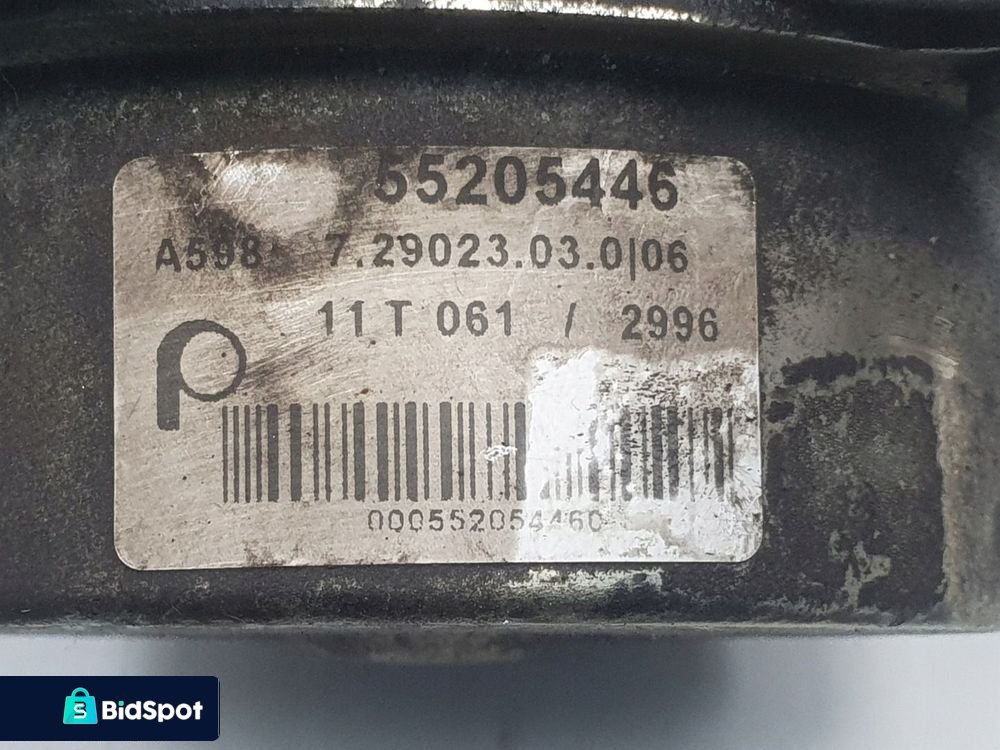 55205446
A598 7.29023.03.0|06
11 T 061 / 2996
000552054460
BidSpot